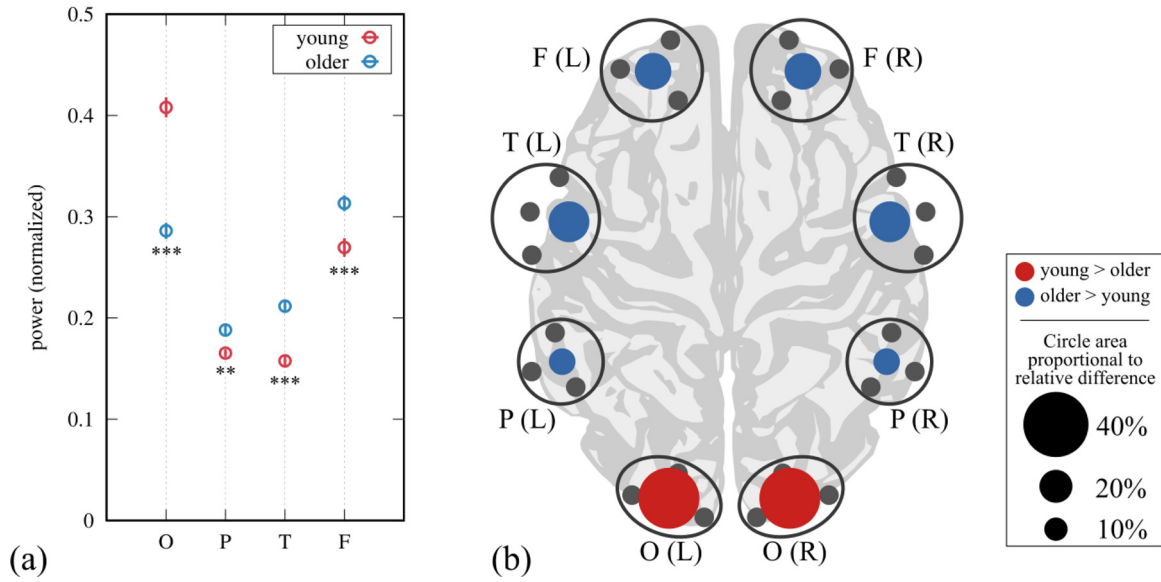 0.5
0.4
0.3
0.2
0.1
0
power (normalized)
young
older
***
**
***
***
O P T F
(a)
F (L)
F (R)
T (L)
T (R)
P (L)
P (R)
O (L)
O (R)
(b)
young > older
older > young
Circle area
proportional to
relative difference
40%
20%
10%